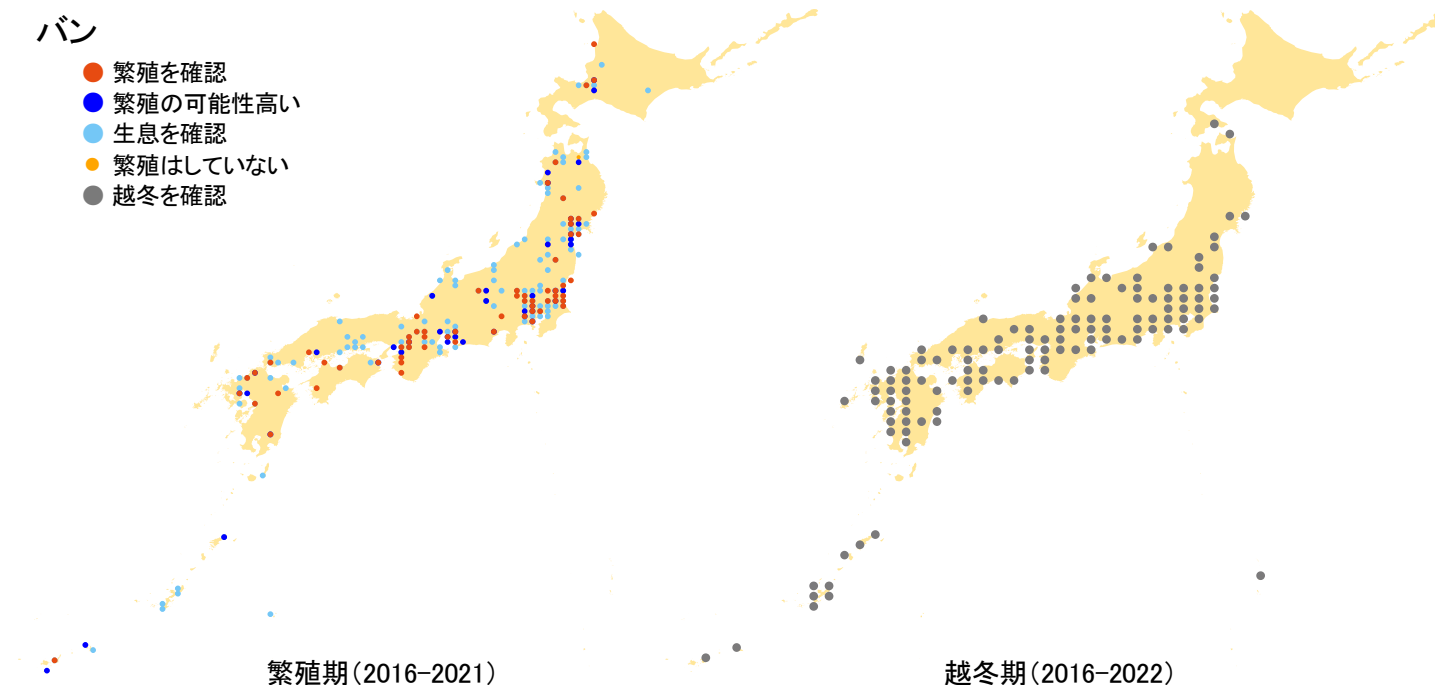 バン
繁殖を確認
繁殖の可能性高い
生息を確認
繁殖はしていない
越冬を確認
繁殖期(2016-2021)
越冬期(2016-2022)